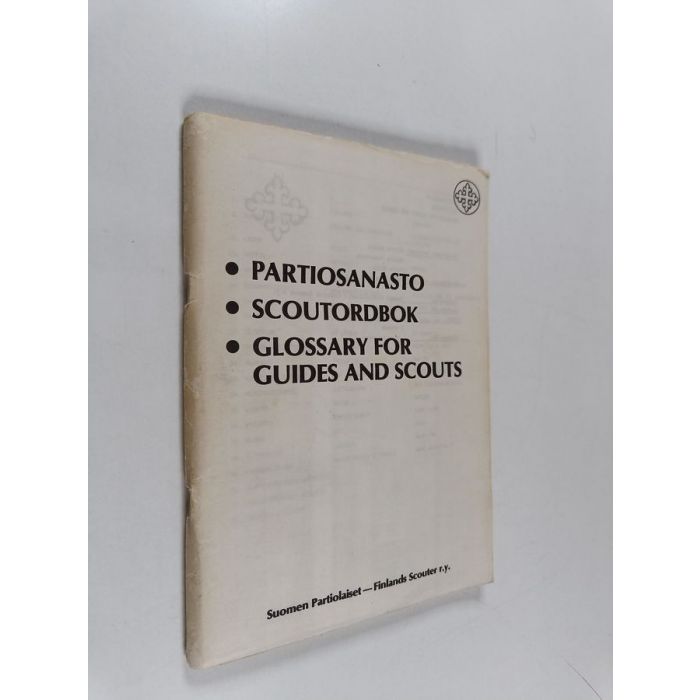 • PARTIOSANASTO
• SCOUTORDBOK
• GLOSSARY FOR
GUIDES AND SCOUTS
Suomen Partiolaiset — Finlands Scouter r.y.